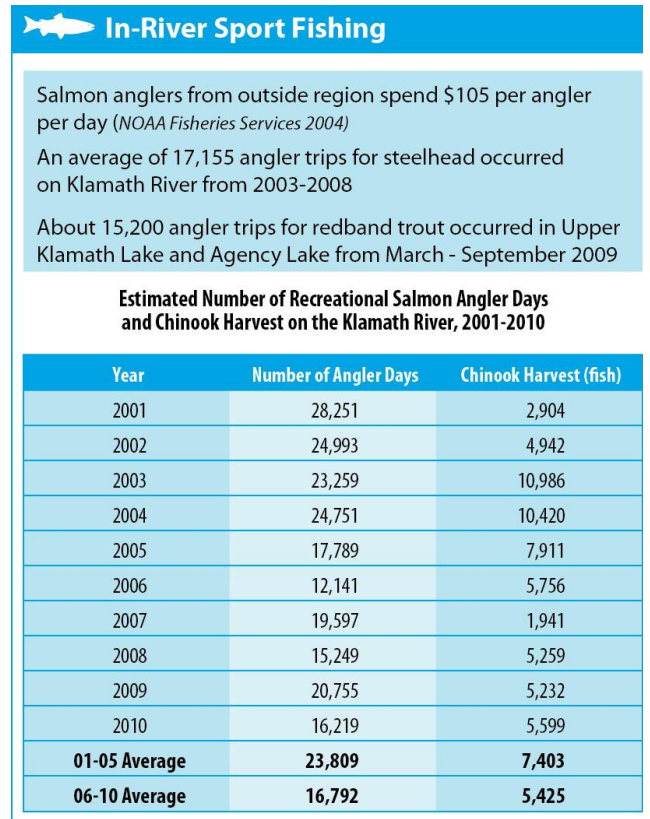 In-River Sport Fishing
Salmon anglers from outside region spend $105 per angler
per day (NOAA Fisheries Services 2004)
An average of 17,155 angler trips for steelhead occurred
on Klamath River from 2003-2008
About 15,200 angler trips for redband trout occurred in Upper
Klamath Lake and Agency Lake from March - September 2009
Estimated Number of Recreational Salmon Angler Days
and Chinook Harvest on the Klamath River, 2001-2010
Year Number of Angler Days Chinook Harvest (fish)
2001 28,251 2,904
2002 24,993 4,942
2003 23,259 10,986
2004 24,751 10,420
2005 17,789 7,911
2006 12,141 5,756
2007 19,597 1,941
2008 15,249 5,259
2009 20,755 5,232
2010 16,219 5,599
01-05 Average 23,809 7,403
06-10 Average 16,792 5,425